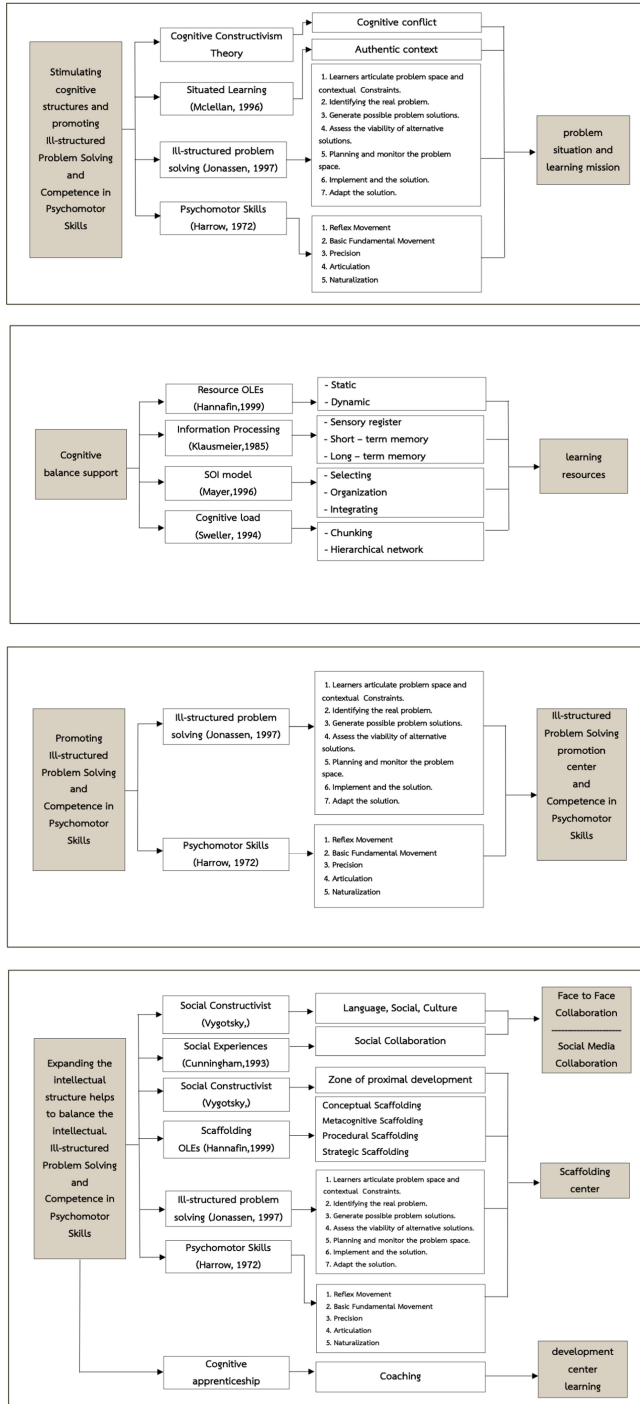 Stimulating
cognitive
structures and
promoting
Ill-structured
Problem Solving
and
Competence in
Psychomotor
Skills
Cognitive Constructivism
Theory
Situated Learning
(Mclellan, 1996)
Ill-structured problem
solving (Jonassen, 1997)
Psychomotor Skills
(Harrow, 1972)
Cognitive conflict
Authentic context
1. Learners articulate problem space and
contextual Constraints.
2. Identifying the real problem.
3. Generate possible problem solutions.
4. Assess the viability of alternative
solutions.
5. Planning and monitor the problem
space.
6. Implement and the solution.
7. Adapt the solution.
1. Reflex Movement
2. Basic Fundamental Movement
3. Precision
4. Articulation
5. Naturalization
problem
situation and
learning mission
Cognitive
balance support
Resource OLEs
(Hannafin,1999)
Information Processing
(Klausmeier,1985)
SOI model
(Mayer,1996)
Cognitive load
(Sweller, 1994)
- Static
- Dynamic
- Sensory register
- Short – term memory
- Long – term memory
- Selecting
- Organization
- Integrating
- Chunking
- Hierarchical network
learning
resources
Promoting
Ill-structured
Problem Solving
and
Competence in
Psychomotor
Skills
Ill-structured problem
solving (Jonassen, 1997)
Psychomotor Skills
(Harrow, 1972)
1. Learners articulate problem space and
contextual Constraints.
2. Identifying the real problem.
3. Generate possible problem solutions.
4. Assess the viability of alternative
solutions.
5. Planning and monitor the problem
space.
6. Implement and the solution.
7. Adapt the solution.
1. Reflex Movement
2. Basic Fundamental Movement
3. Precision
4. Articulation
5. Naturalization
Ill-structured
Problem Solving
promotion
center
and
Competence in
Psychomotor
Skills
Expanding the
intellectual
structure helps
to balance the
intellectual.
Ill-structured
Problem Solving
and
Competence in
Psychomotor
Skills
Social Constructivist
(Vygotsky,)
Social Experiences
(Cunningham,1993)
Social Constructivist
(Vygotsky,)
Scaffolding
OLEs (Hannafin,1999)
Ill-structured problem
solving (Jonassen, 1997)
Psychomotor Skills
(Harrow, 1972)
Cognitive
apprenticeship
Language, Social, Culture
Social Collaboration
Zone of proximal development
Conceptual Scaffolding
Metacognitive Scaffolding
Procedural Scaffolding
Strategic Scaffolding
1. Learners articulate problem space and
contextual Constraints.
2. Identifying the real problem.
3. Generate possible problem solutions.
4. Assess the viability of alternative solutions.
5. Planning and monitor the problem space.
6. Implement and the solution.
7. Adapt the solution.
1. Reflex Movement
2. Basic Fundamental Movement
3. Precision
4. Articulation
5. Naturalization
Coaching
Face to Face
Collaboration
Social Media
Collaboration
Scaffolding
center
development
center
learning